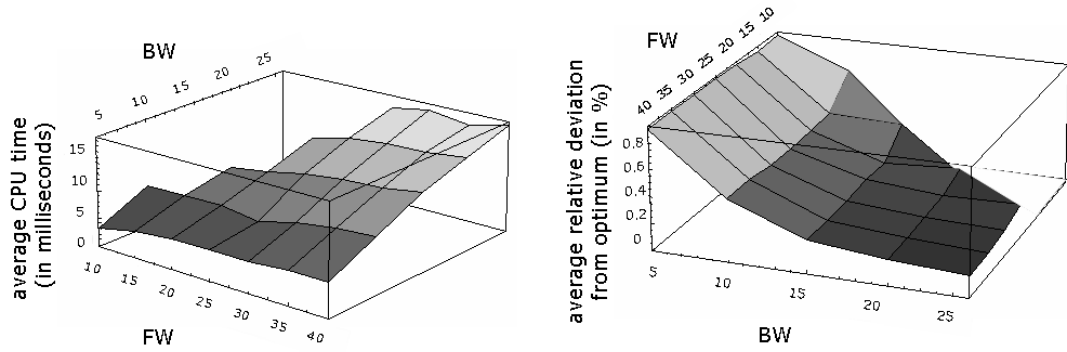 BW
5 10 15 20 25
average CPU time
(in milliseconds)
15
10
5
0
10 15 20 25 30 35 40
FW
FW
40 35 30 25 20 15 10
average relative deviation
from optimum (in %)
0.8
0.6
0.4
0.2
0
5 10 15 20 25
BW